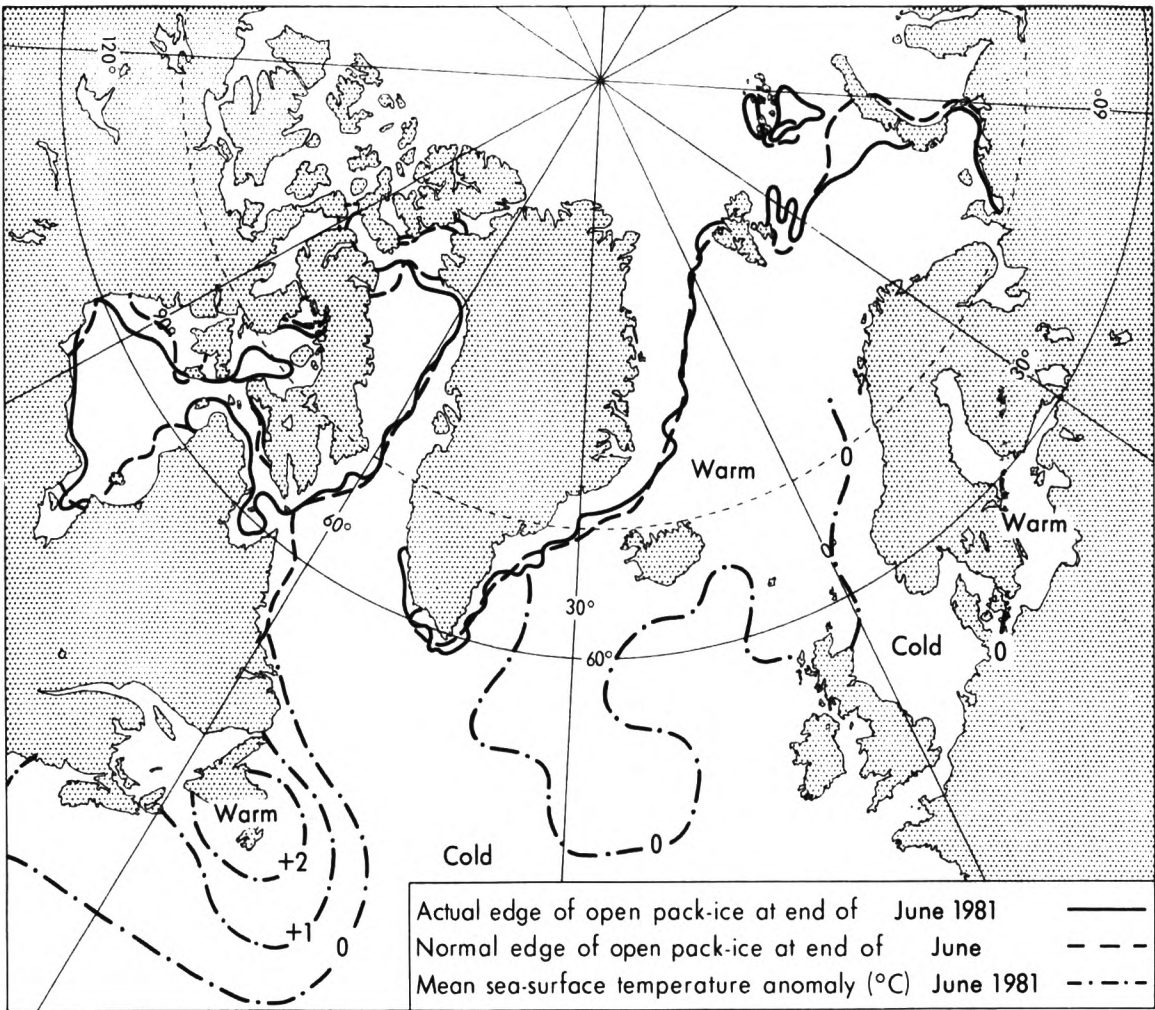 120°
60°
60°
30°
0
Warm
Warm
60°
30°
60°
Cold
0
Warm
+2
Cold
0
+1
0
Actual edge of open pack-ice at end of June 1981
Normal edge of open pack-ice at end of June
Mean sea-surface temperature anomaly (°C) June 1981